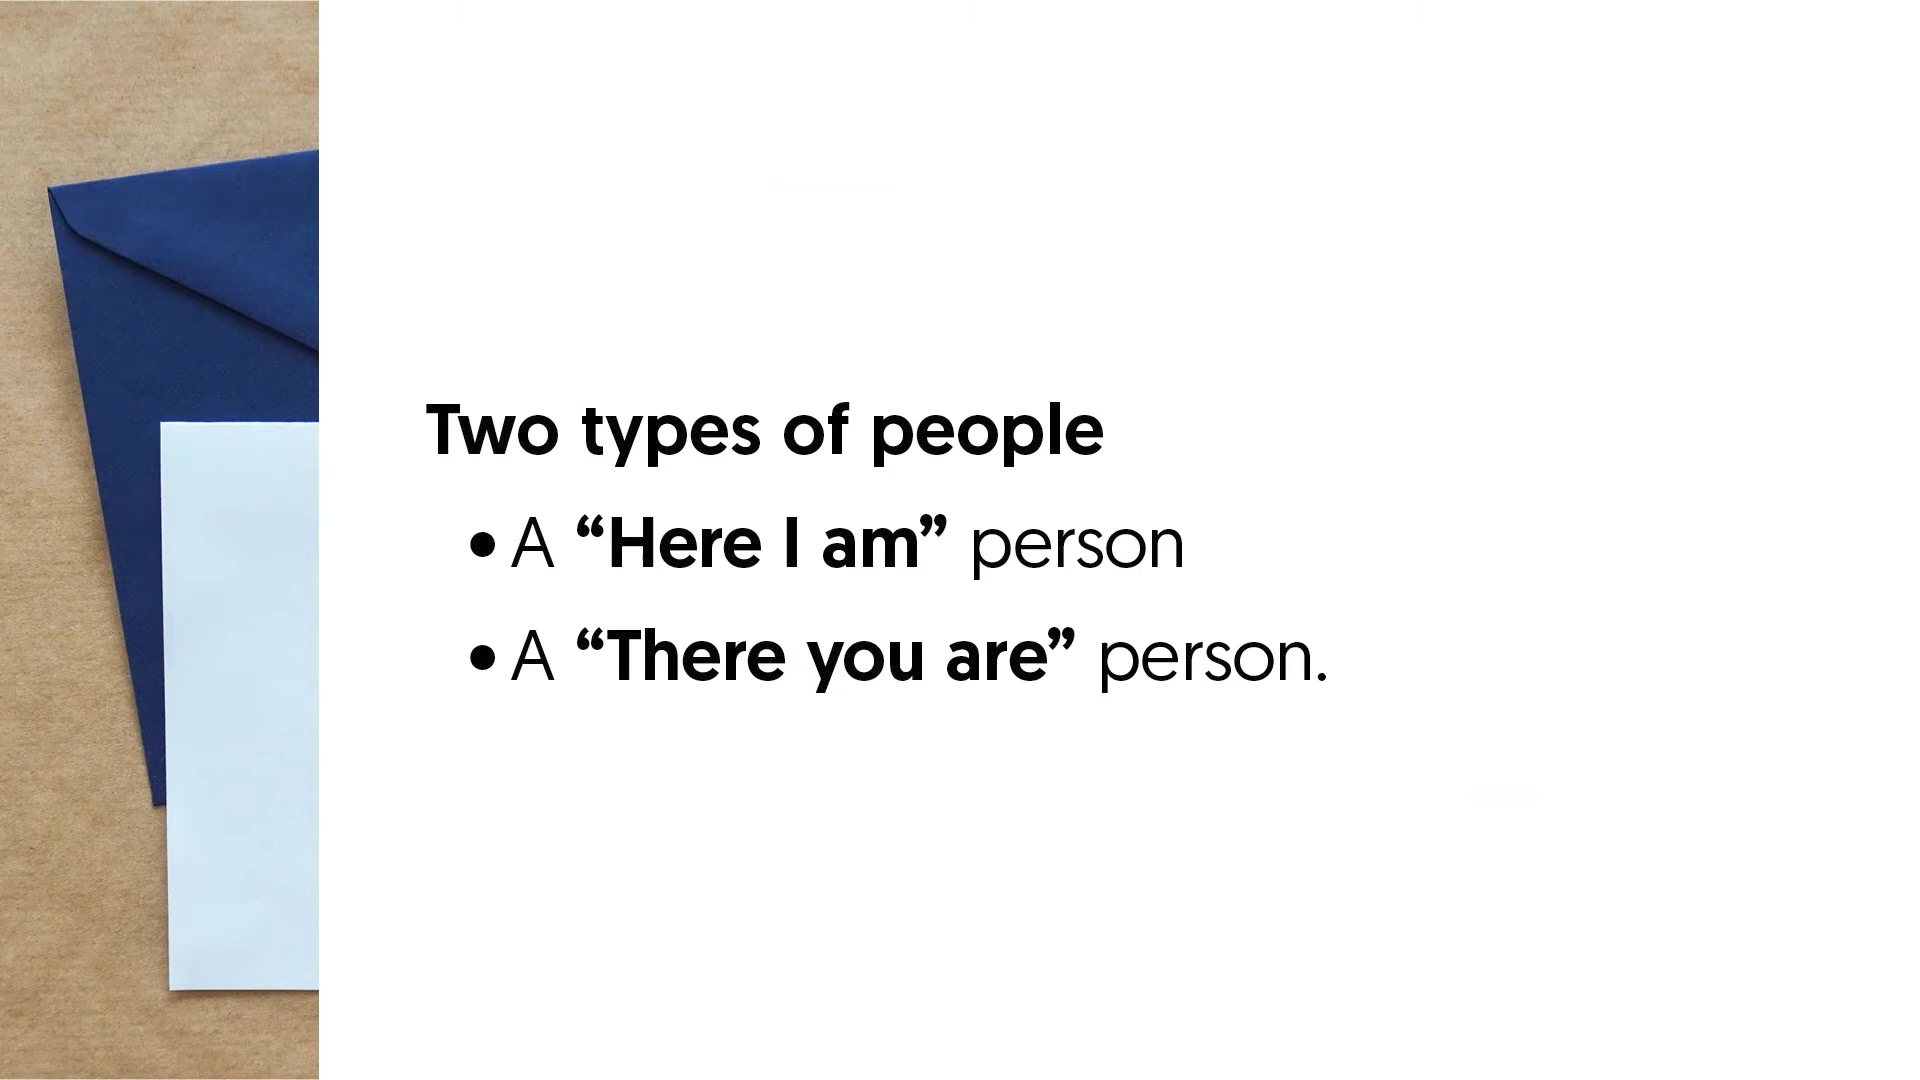 Two types of people
• A “Here I am” person
• A “There you are” person.